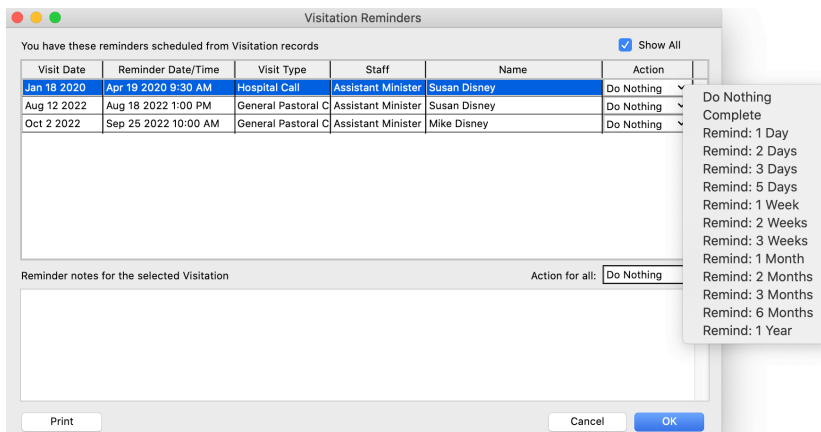 Visitation Reminders
You have these reminders scheduled from Visitation records
Show All
Visit Date Reminder Date/Time Visit Type Staff Name Action
Jan 18 2020 Apr 19 2020 9:30 AM Hospital Call Assistant Minister Susan Disney Do Nothing
Aug 12 2022 Aug 18 2022 1:00 PM General Pastoral C Assistant Minister Susan Disney Do Nothing
Oct 2 2022 Sep 25 2022 10:00 AM General Pastoral C Assistant Minister Mike Disney Do Nothing
Do Nothing
Complete
Remind: 1 Day
Remind: 2 Days
Remind: 3 Days
Remind: 5 Days
Remind: 1 Week
Remind: 2 Weeks
Remind: 3 Weeks
Remind: 1 Month
Remind: 2 Months
Remind: 3 Months
Remind: 6 Months
Remind: 1 Year
Reminder notes for the selected Visitation
Action for all: Do Nothing
Print
Cancel
OK